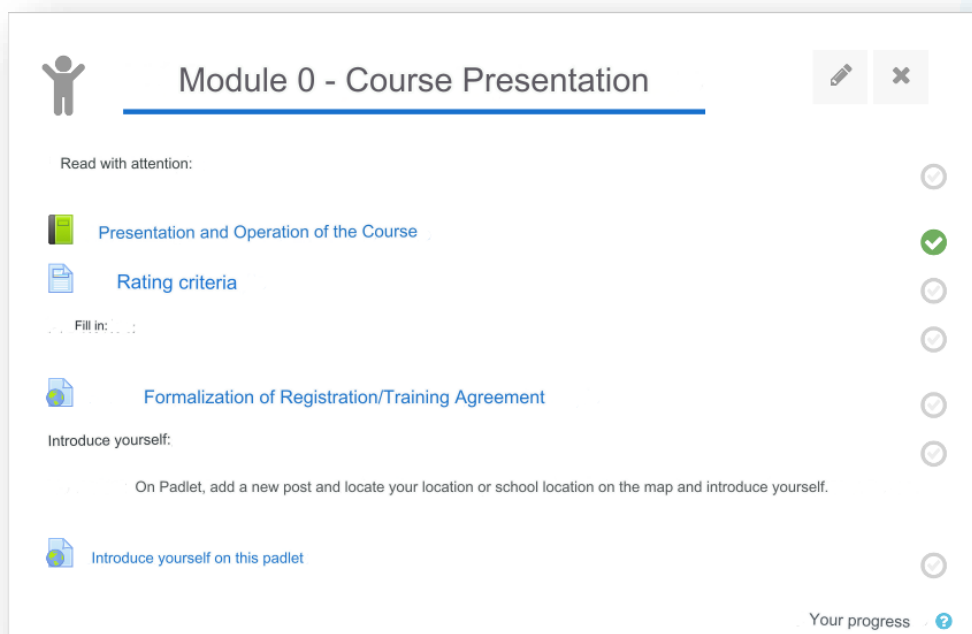 Module 0 - Course Presentation
Read with attention:
Presentation and Operation of the Course
Rating criteria
Fill in:
Formalization of Registration/Training Agreement
Introduce yourself:
On Padlet, add a new post and locate your location or school location on the map and introduce yourself.
Introduce yourself on this padlet
Your progress ?